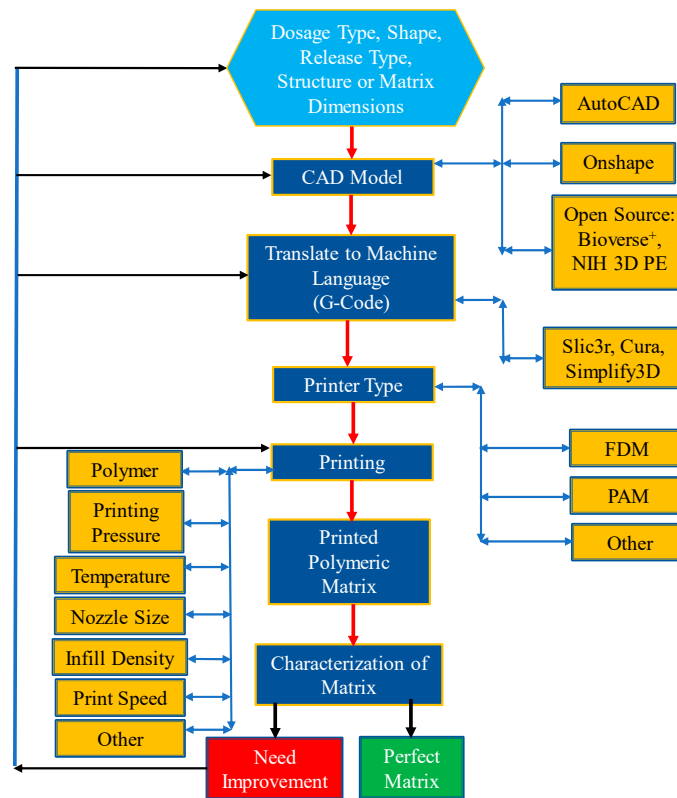 Dosage Type, Shape,
Release Type,
Structure or Matrix
Dimensions
AutoCAD
CAD Model
Onshape
Open Source:
Bioverse⁺,
NIH 3D PE
Translate to Machine
Language
(G-Code)
Slic3r, Cura,
Simplify3D
Printer Type
FDM
PAM
Other
Printing
Polymer
Printing
Pressure
Temperature
Nozzle Size
Infill Density
Print Speed
Other
Printed
Polymeric
Matrix
Characterization of
Matrix
Need
Improvement
Perfect
Matrix